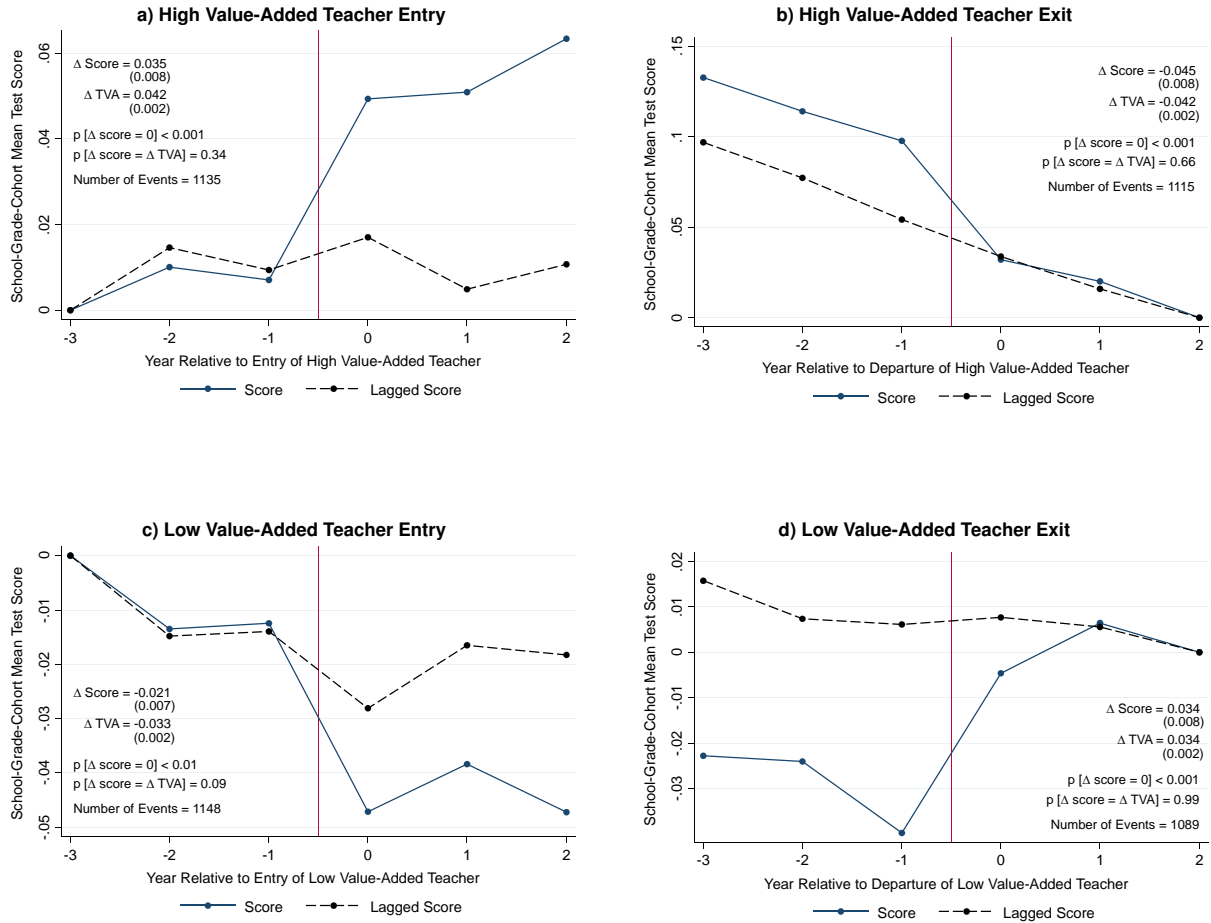 a) High Value-Added Teacher Entry
School-Grade-Cohort Mean Test Score
.06
.04
.02
0
Δ Score = 0.035
(0.008)
Δ TVA = 0.042
(0.002)
p [Δ score = 0] < 0.001
p [Δ score = Δ TVA] = 0.34
Number of Events = 1135
-3 -2 -1 0 1 2
Year Relative to Entry of High Value-Added Teacher
Score Lagged Score
b) High Value-Added Teacher Exit
School-Grade-Cohort Mean Test Score
.15
.1
.05
0
Δ Score = -0.045
(0.008)
Δ TVA = -0.042
(0.002)
p [Δ score = 0] < 0.001
p [Δ score = Δ TVA] = 0.66
Number of Events = 1115
-3 -2 -1 0 1 2
Year Relative to Departure of High Value-Added Teacher
Score Lagged Score
c) Low Value-Added Teacher Entry
School-Grade-Cohort Mean Test Score
0
-.01
-.02
-.03
-.04
-.05
Δ Score = -0.021
(0.007)
Δ TVA = -0.033
(0.002)
p [Δ score = 0] < 0.01
p [Δ score = Δ TVA] = 0.09
Number of Events = 1148
-3 -2 -1 0 1 2
Year Relative to Entry of Low Value-Added Teacher
Score Lagged Score
d) Low Value-Added Teacher Exit
School-Grade-Cohort Mean Test Score
.02
.01
0
-.01
-.02
-.03
Δ Score = 0.034
(0.008)
Δ TVA = 0.034
(0.002)
p [Δ score = 0] < 0.001
p [Δ score = Δ TVA] = 0.99
Number of Events = 1089
-3 -2 -1 0 1 2
Year Relative to Departure of Low Value-Added Teacher
Score Lagged Score